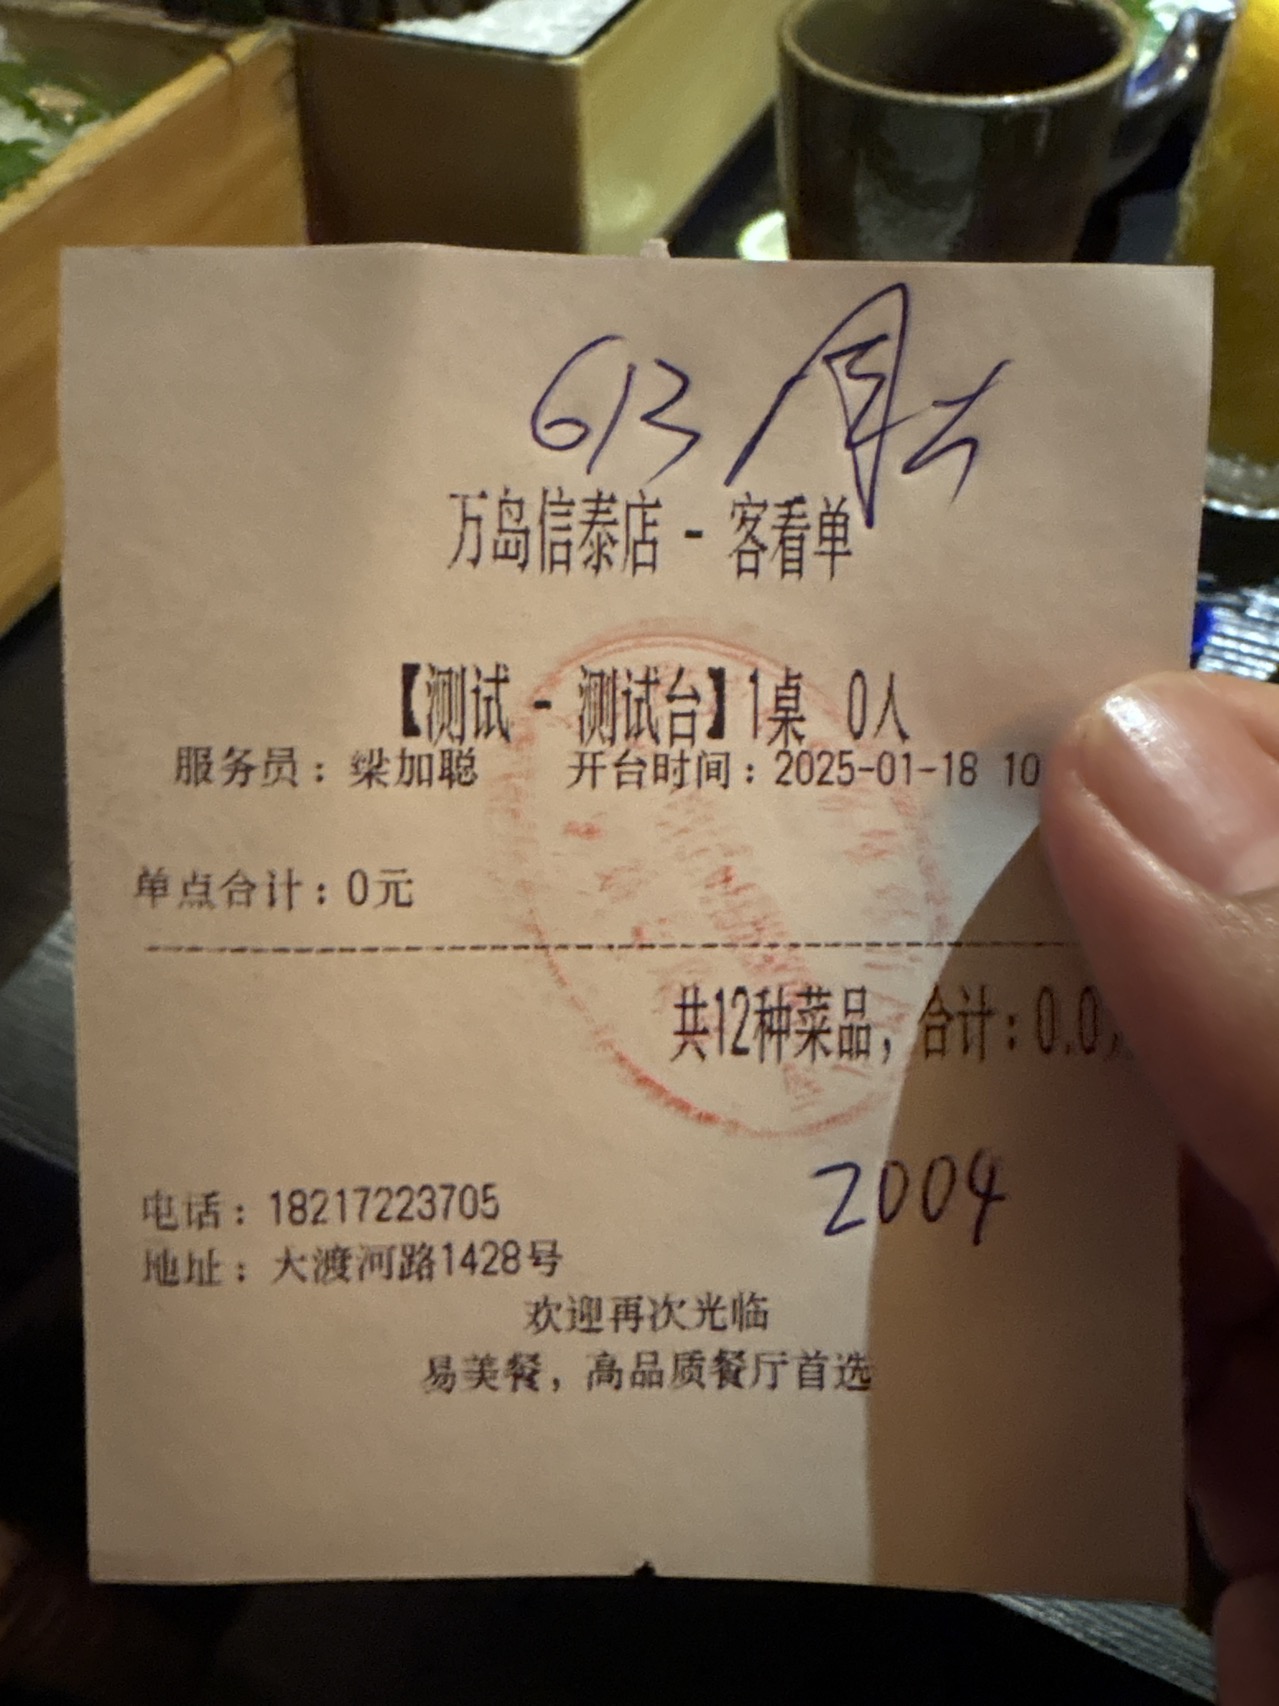 613
万岛信泰店 - 客看单
【测试 - 测试台】1桌 0人
服务员：梁加聪 开台时间：2025-01-18 10
单点合计：0元
共12种菜品，合计：0.0
2004
电话：18217223705
地址：大渡河路1428号
欢迎再次光临
易美餐，高品质餐厅首选